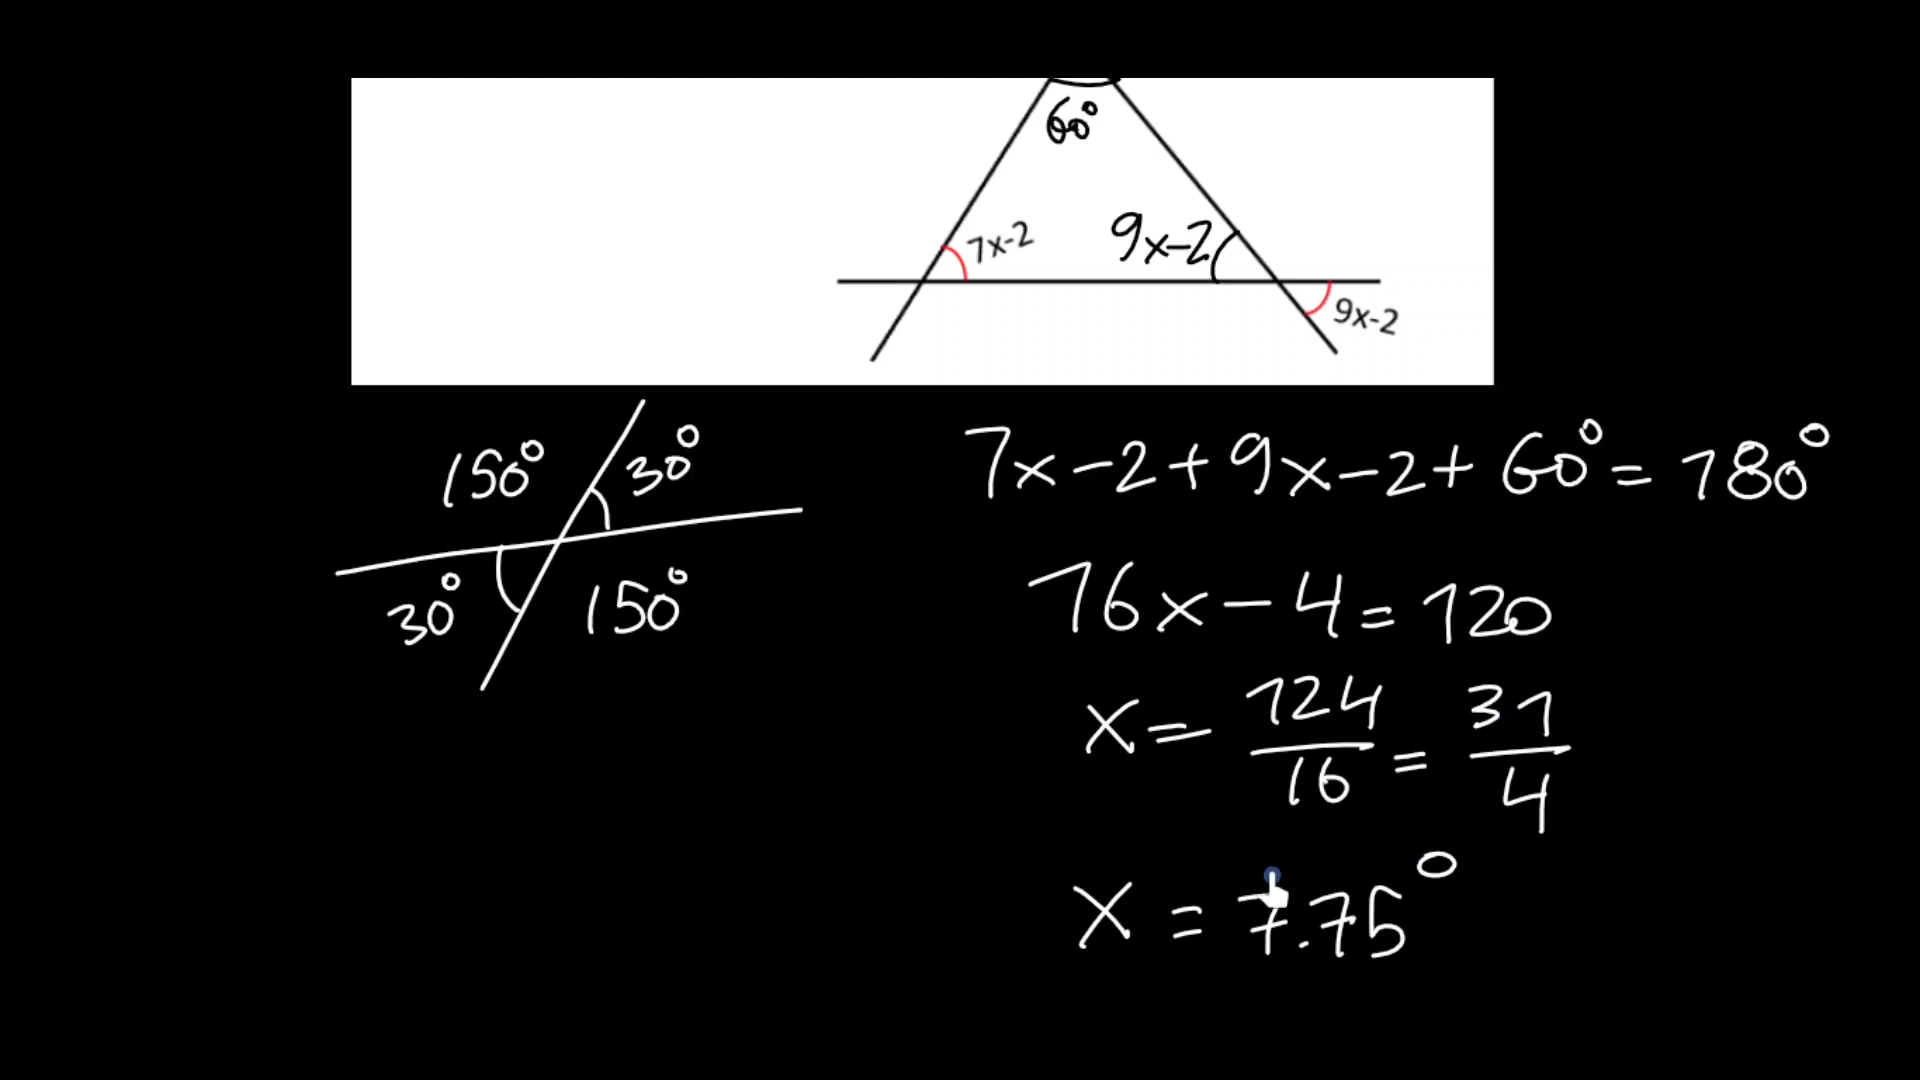 60°
7x-2
9x-2
9x-2
150° 30°
30° 150°
7x-2+9x-2+60°=180°
16x-4=120
x=124/16=31/4
x=7.75°